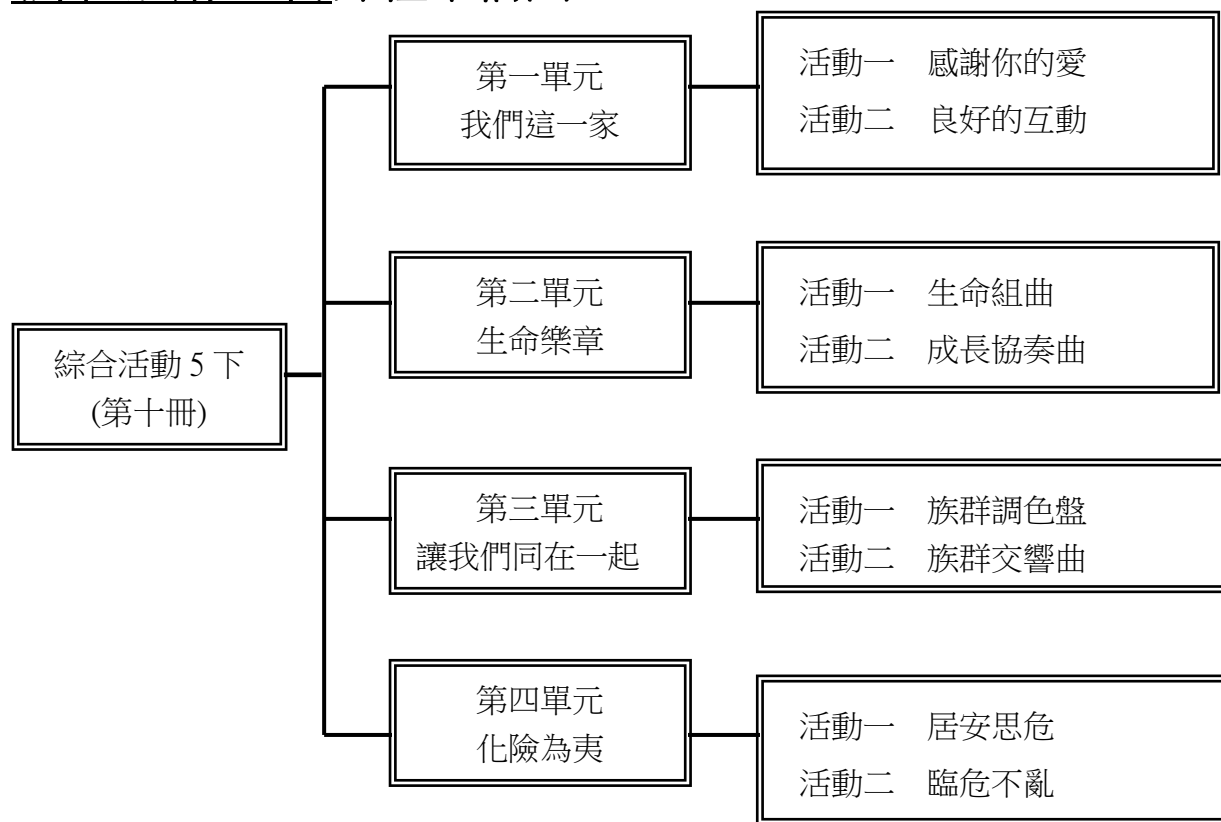 綜合活動 5 下
(第十冊)
第一單元
我們這一家
活動一　感謝你的愛
活動二　良好的互動
第二單元
生命樂章
活動一　生命組曲
活動二　成長協奏曲
第三單元
讓我們同在一起
活動一　族群調色盤
活動二　族群交響曲
第四單元
化險為夷
活動一　居安思危
活動二　臨危不亂